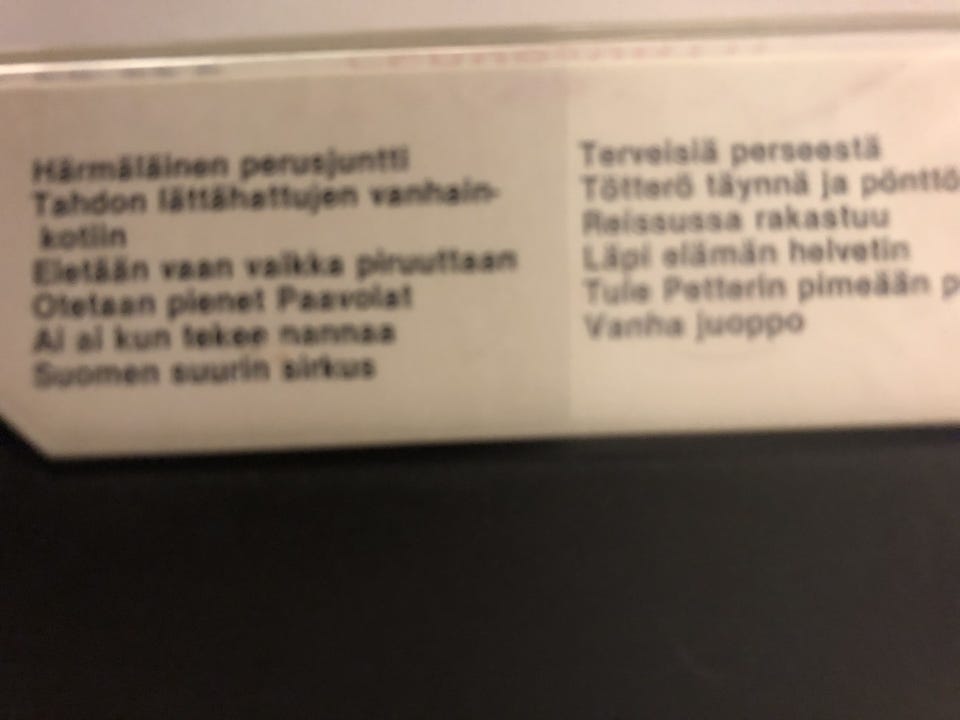 Härmäläinen perusjuntti
Tahdon lättähattujen vanhain-
kotiin
Eletään vaan vaikka piruuttaan
Otetaan pienet Paavolat
Ai ai kun tekee nannaa
Suomen suurin sirkus
Terveisiä perseestä
Tötterö täynnä ja pönttö
Reissussa rakastuu
Läpi elämän helvetin
Tule Petterin pimeään p
Vanha juoppo